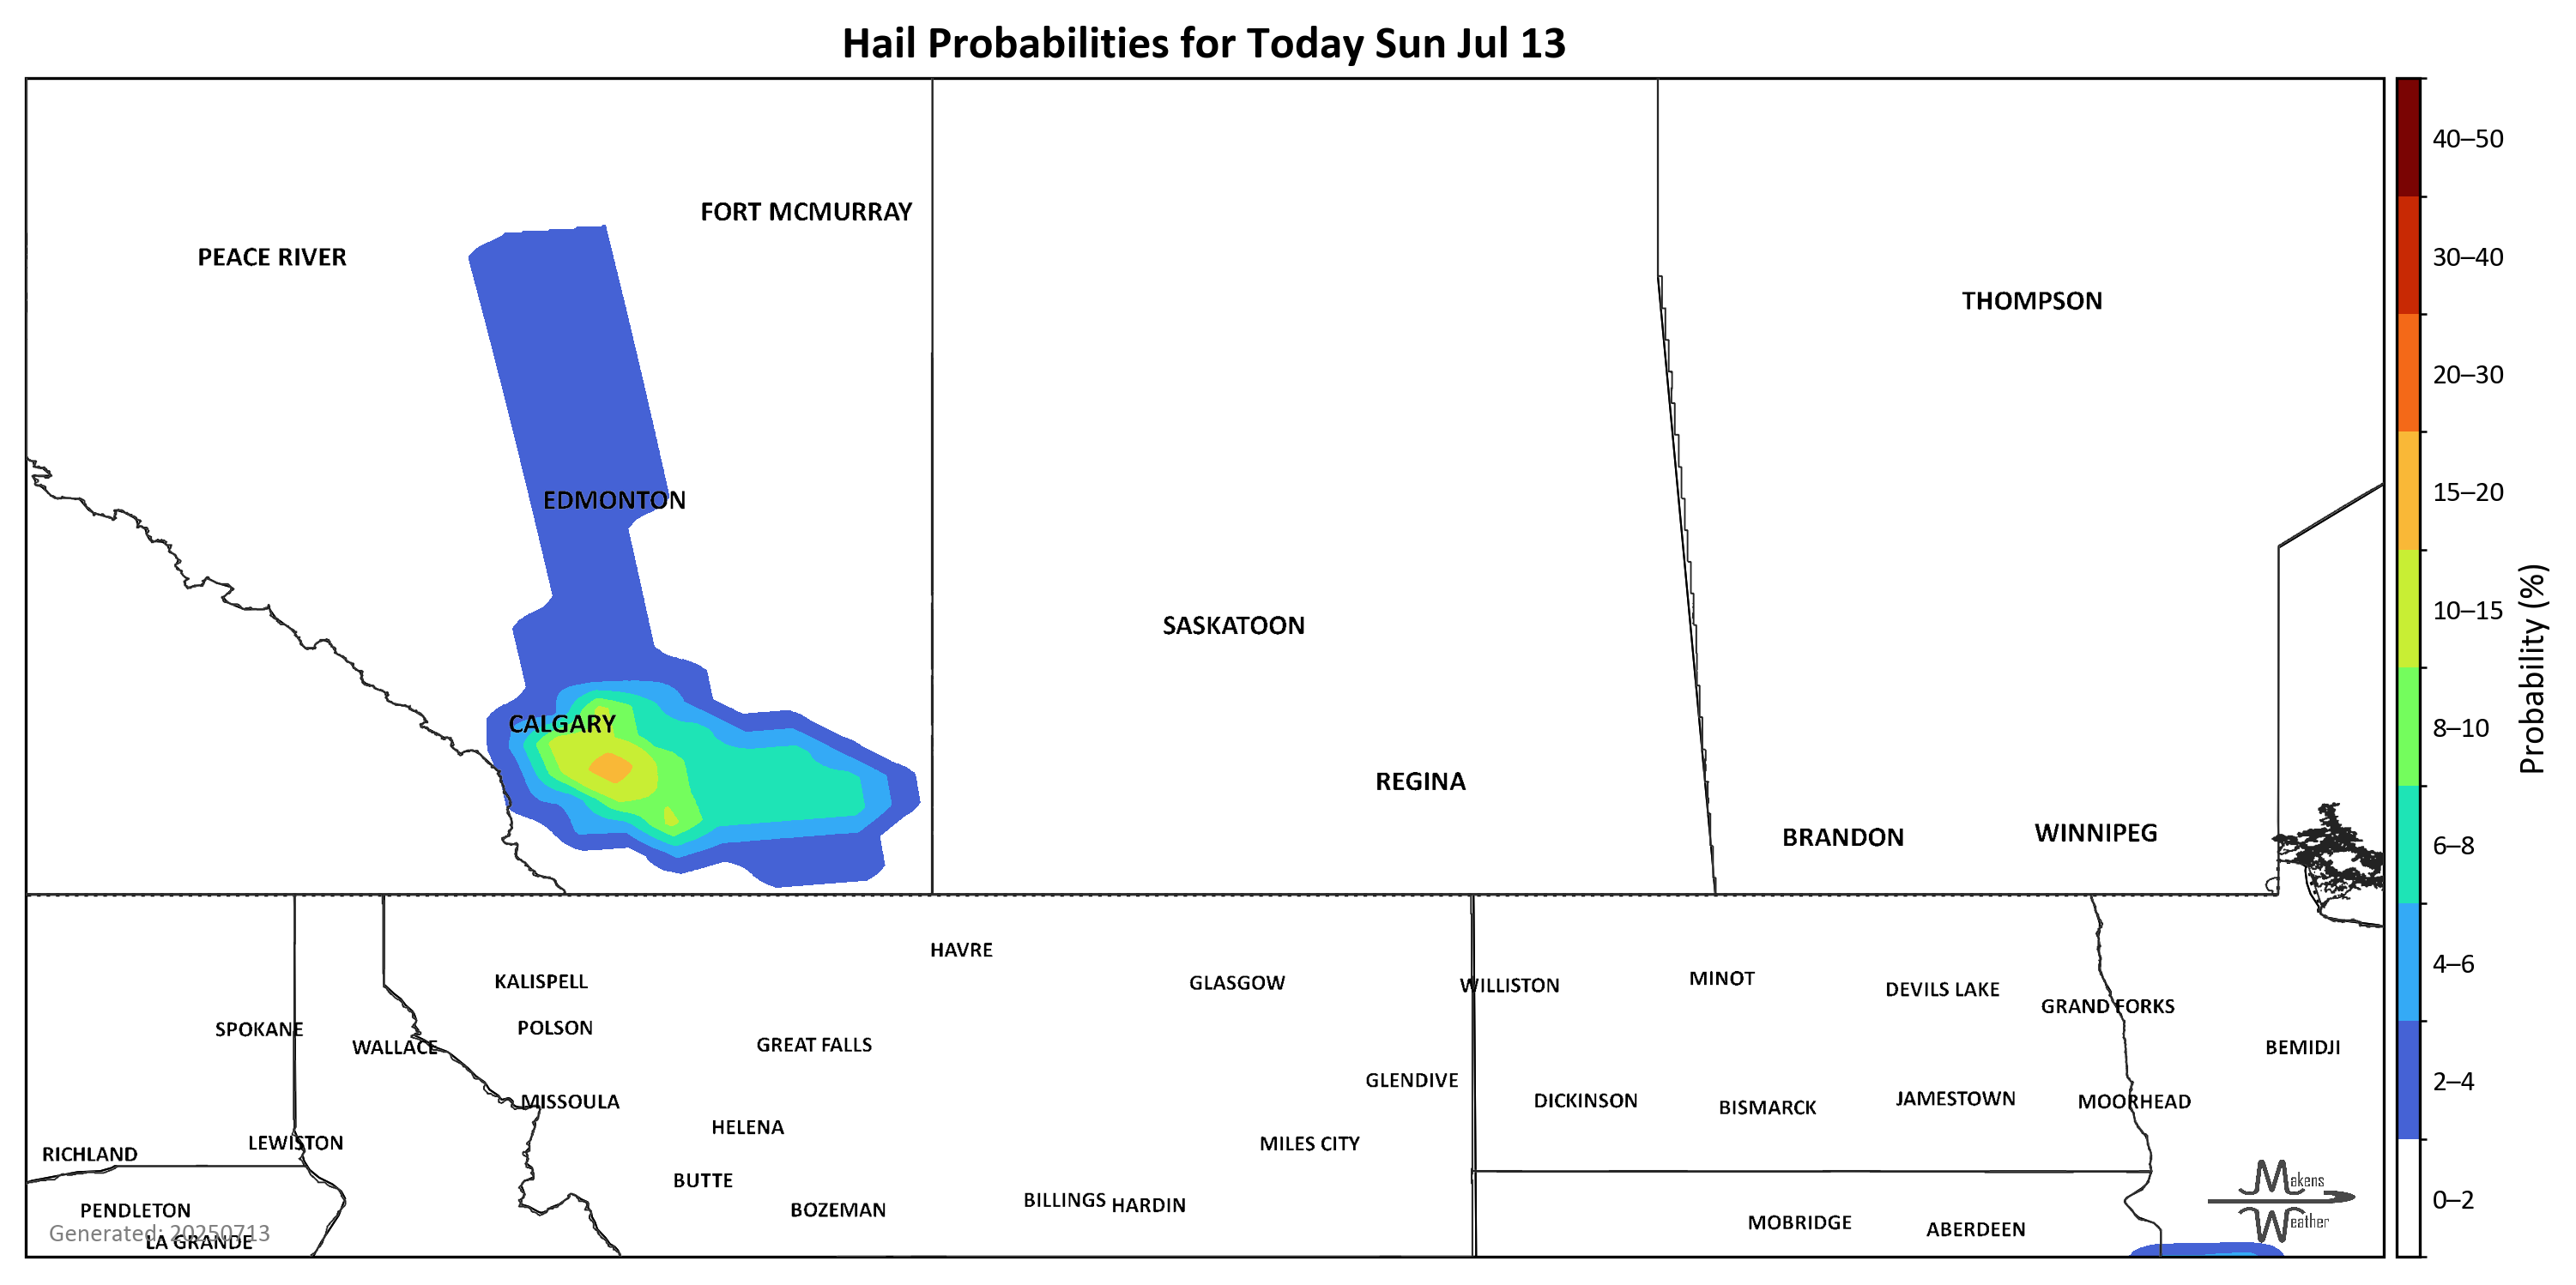 Hail Probabilities for Today Sun Jul 13
FORT MCMURRAY
PEACE RIVER
THOMPSON
EDMONTON
SASKATOON
CALGARY
REGINA
WINNIPEG
BRANDON
HAVRE
KALISPELL
GLASGOW
WILLISTON
MINOT
DEVILS LAKE
GRAND FORKS
SPOKANE
POLSON
WALLACE
GREAT FALLS
BEMIDJI
GLENDIVE
MISSOULA
DICKINSON
BISMARCK
JAMESTOWN
MOORHEAD
HELENA
LEWISTON
MILES CITY
RICHLAND
BUTTE
PENDLETON
BOZEMAN
BILLINGS
HARDIN
MOBRIDGE
ABERDEEN
Generated: 20250713
LA GRANDE
Makens
Weather
40–50
30–40
20–30
15–20
10–15
8–10
6–8
4–6
2–4
0–2
Probability (%)